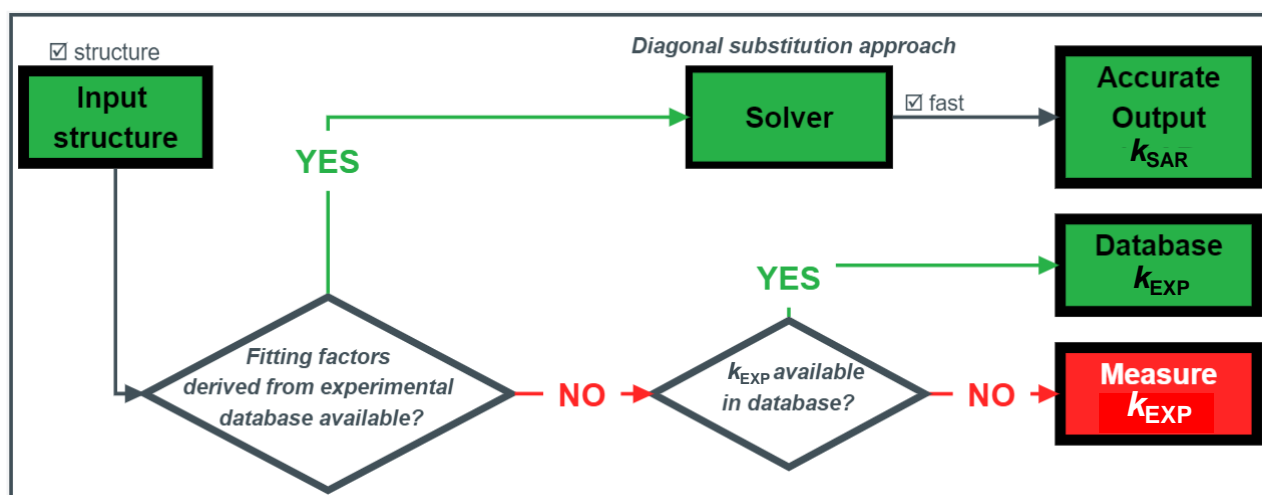 ☑ structure
Input
structure
Diagonal substitution approach
Solver
☑ fast
Accurate
Output
kSAR
YES
Database
kEXP
YES
Fitting factors
derived from experimental
database available?
NO
kEXP available
in database?
NO
Measure
kEXP